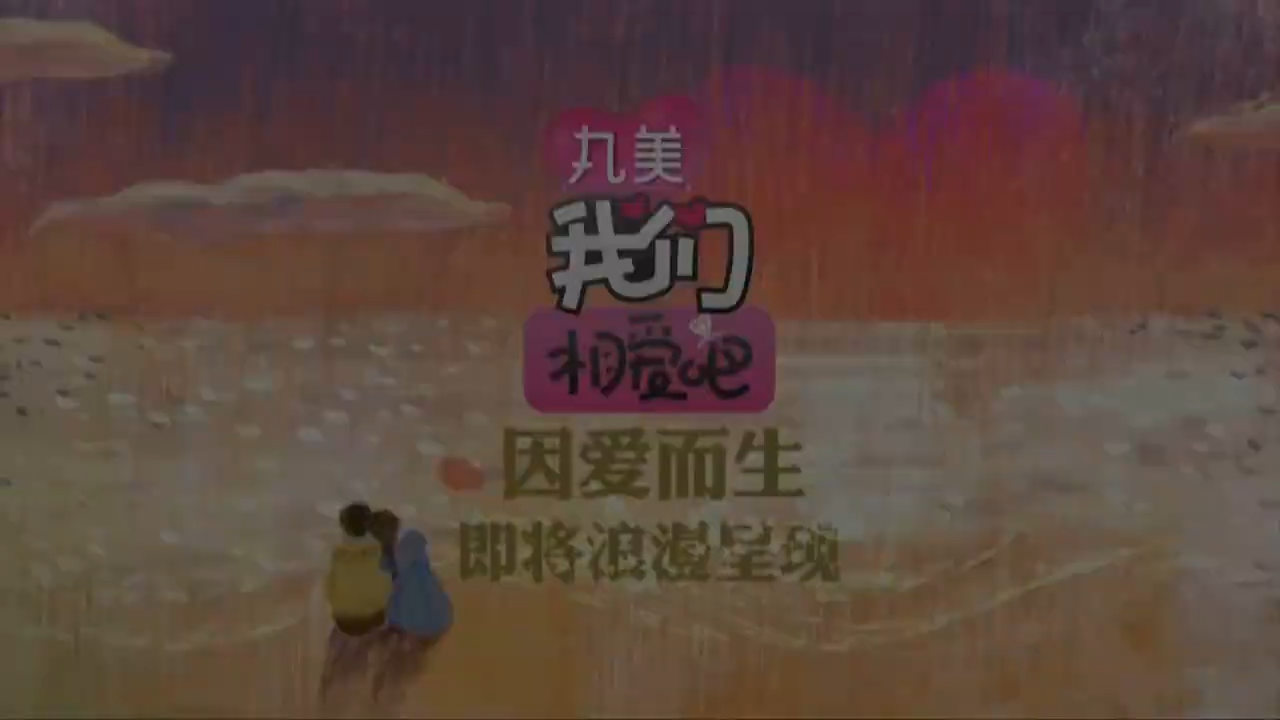 丸美
我们
相爱吧
因爱而生
即将浪漫呈现